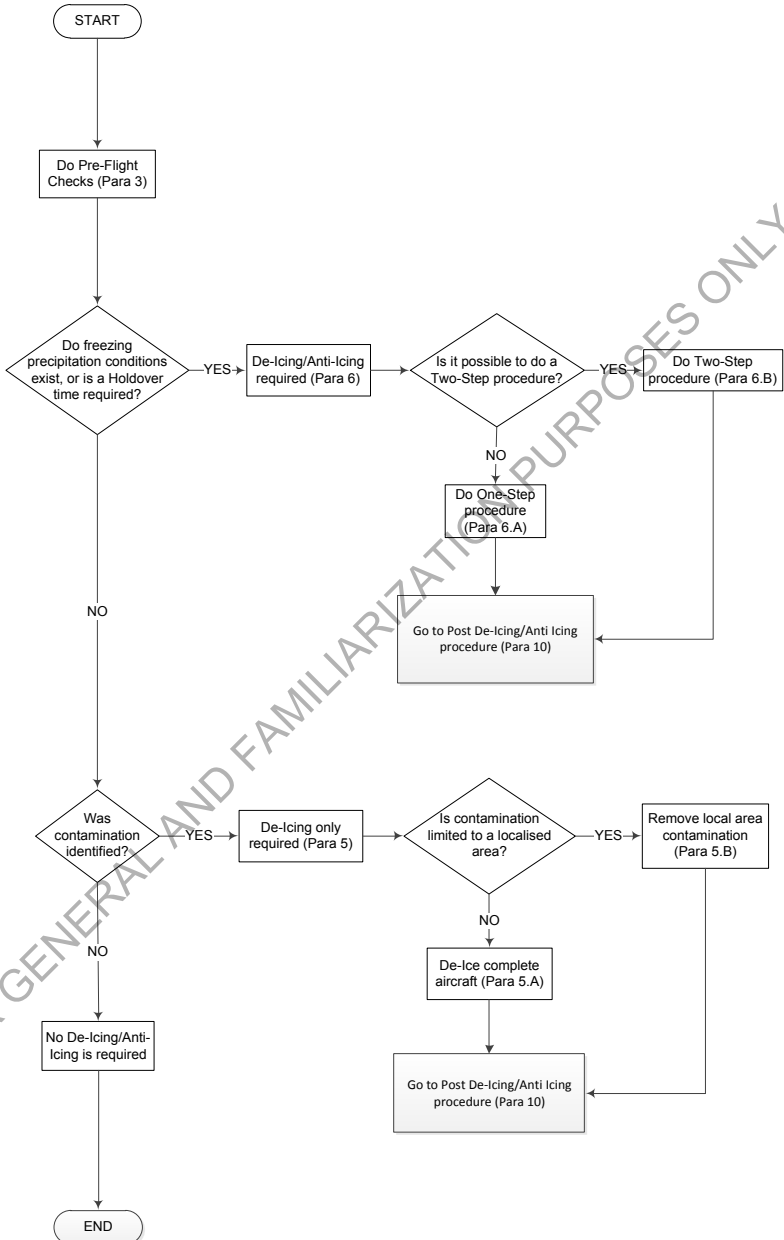 START
Do Pre-Flight
Checks (Para 3)
Do freezing
precipitation conditions
exist, or is a Holdover
time required?
YES
De-Icing/Anti-Icing
required (Para 6)
Is it possible to do a
Two-Step procedure?
YES
Do Two-Step
procedure (Para 6.B)
NO
Do One-Step
procedure
(Para 6.A)
Go to Post De-Icing/Anti Icing
procedure (Para 10)
NO
Was
contamination
identified?
YES
De-Icing only
required (Para 5)
Is contamination
limited to a localised
area?
YES
Remove local area
contamination
(Para 5.B)
NO
De-Ice complete
aircraft (Para 5.A)
Go to Post De-Icing/Anti Icing
procedure (Para 10)
NO
No De-Icing/Anti-
Icing is required
END
GENERAL AND FAMILIARIZATION PURPOSES ONLY